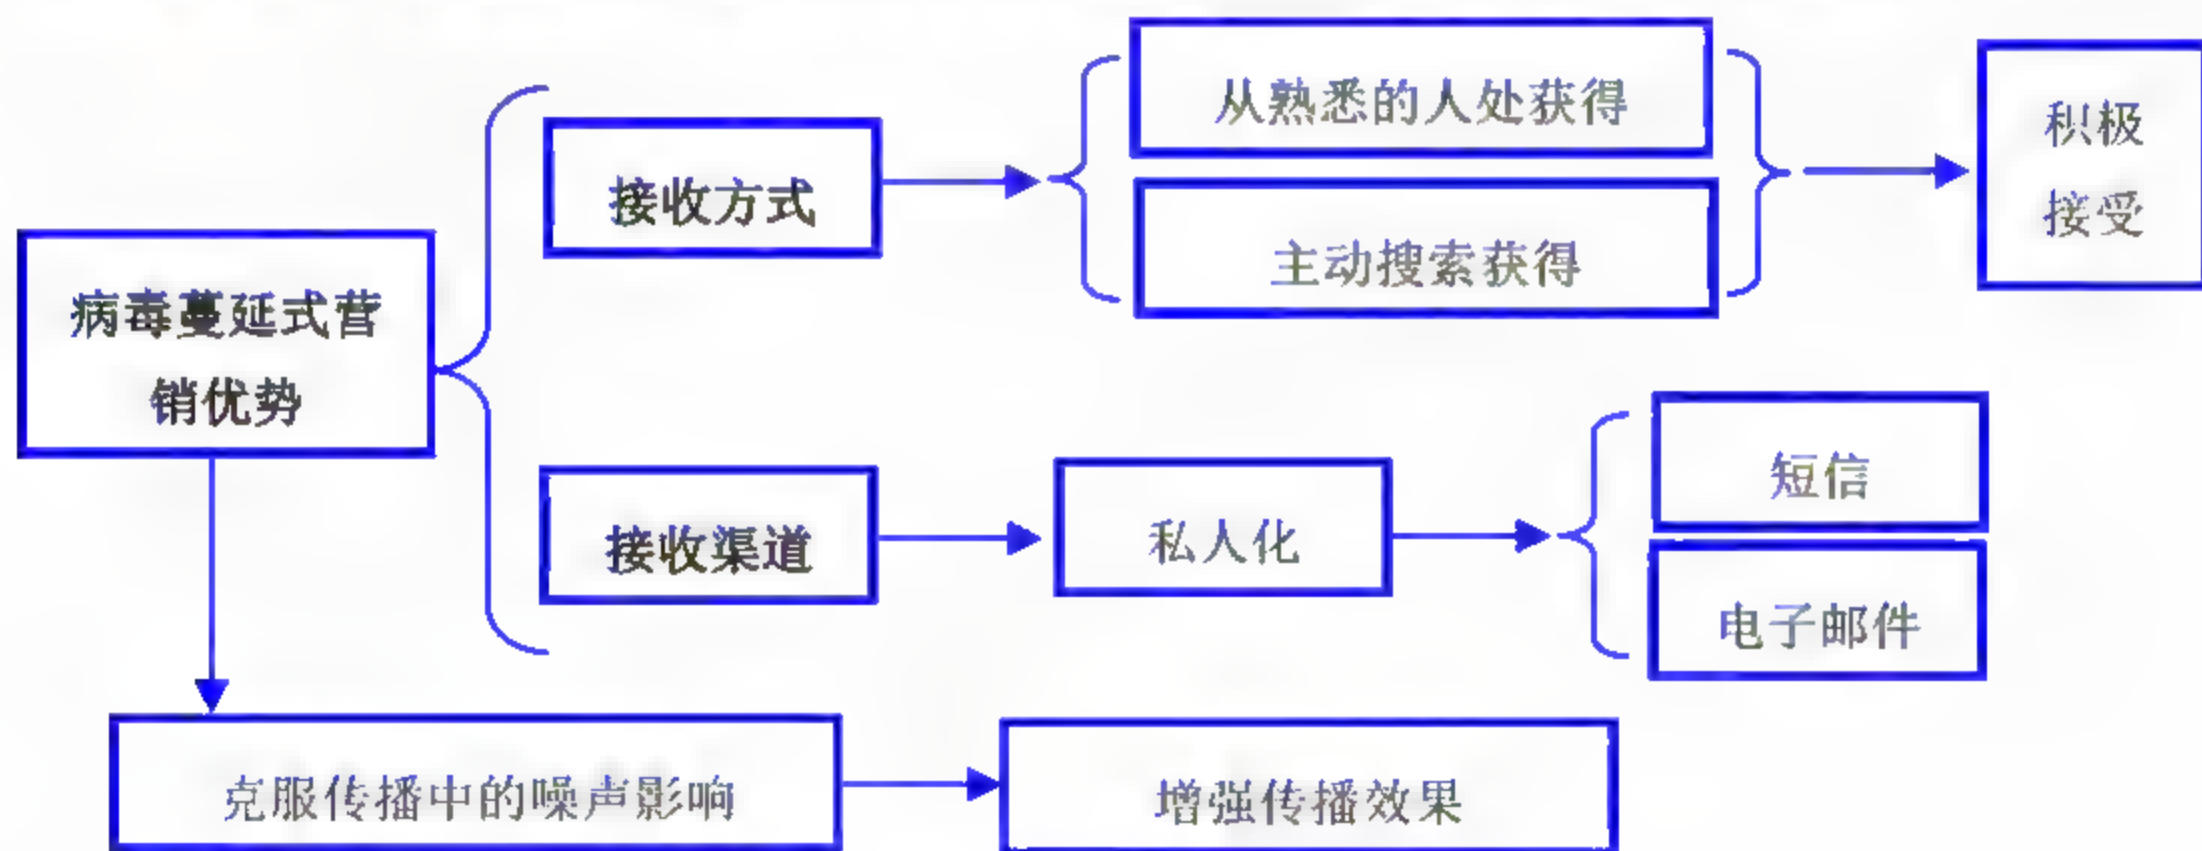 从熟悉的人处获得
积极
接受
接收方式
主动搜索获得
病毒蔓延式营
销优势
短信
接收渠道
私人化
电子邮件
克服传播中的噪声影响
增强传播效果